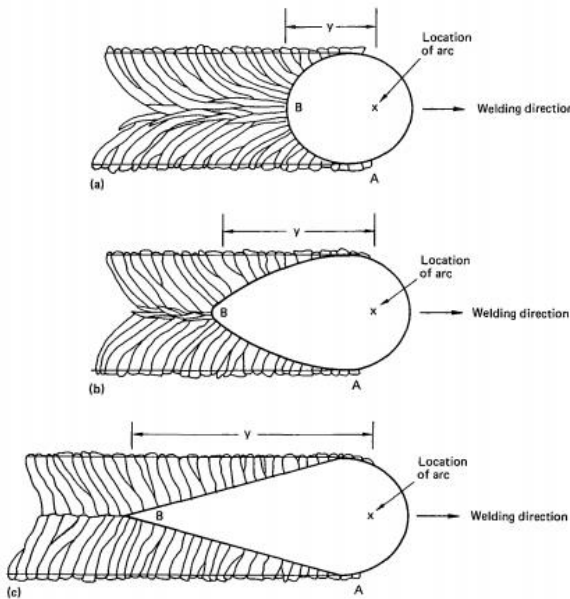 y
Location
of arc
B
x
Welding direction
A
(a)
y
Location
of arc
B
x
Welding direction
A
(b)
y
Location
of arc
B
x
Welding direction
A
(c)